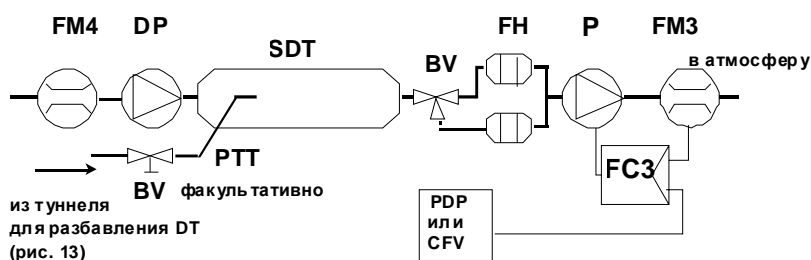 FM4
DP
SDT
BV
FH
P
FM3
в атмосферу
PTT
BV
факультативно
FC3
из туннеля
для разбавления DT
(рис. 13)
PDP
или
CFV